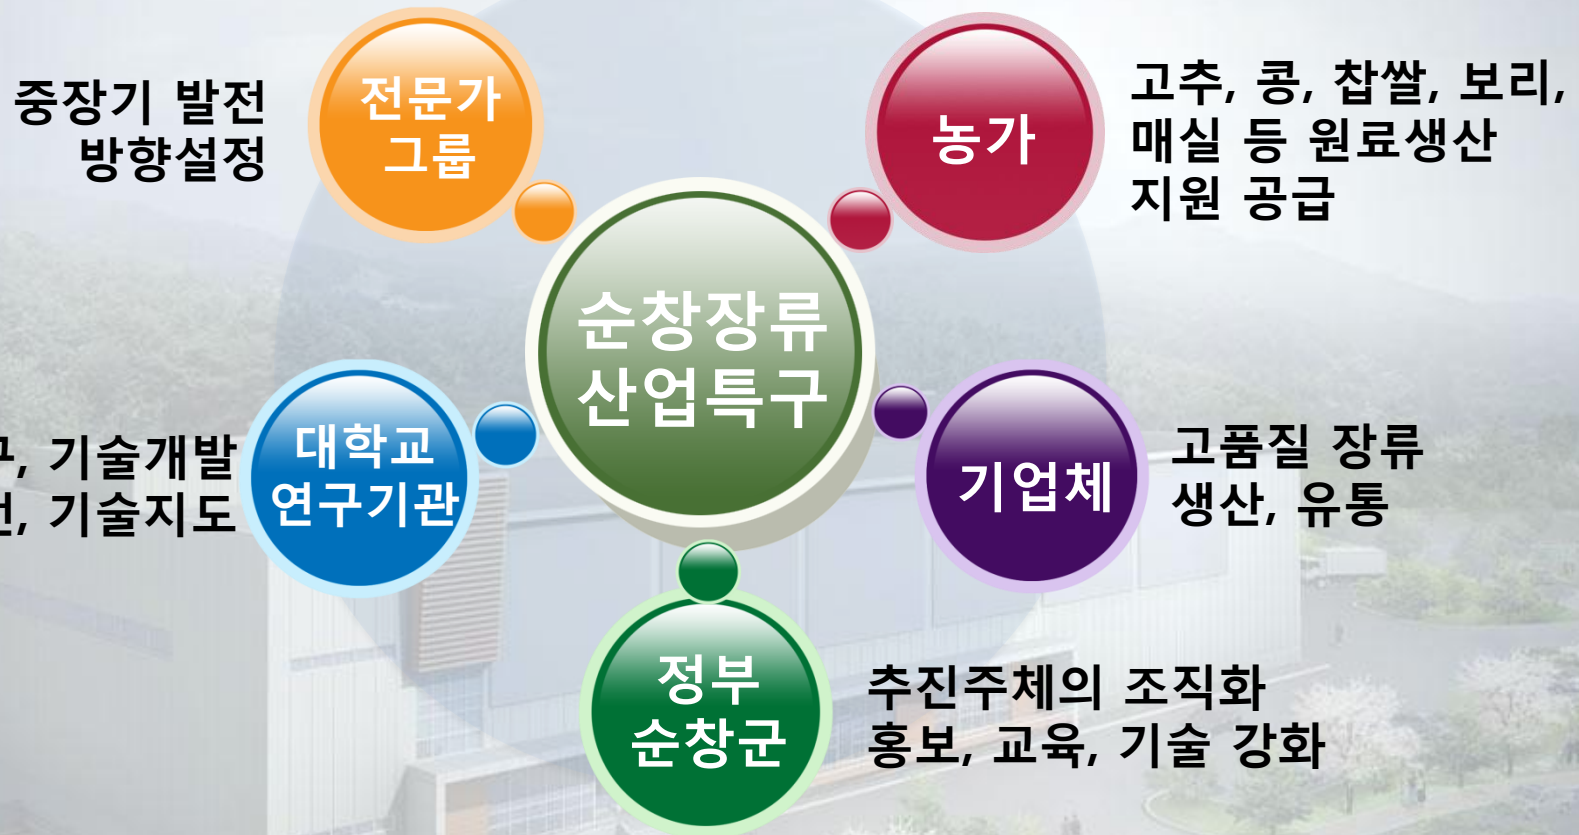 중장기 발전
방향설정
전문가
그룹
농가
고추, 콩, 찹쌀, 보리,
매실 등 원료생산
지원 공급
순창장류
산업특구
기술개발
기술지도
대학교
연구기관
기업체
고품질 장류
생산, 유통
정부
순창군
추진주체의 조직화
홍보, 교육, 기술 강화